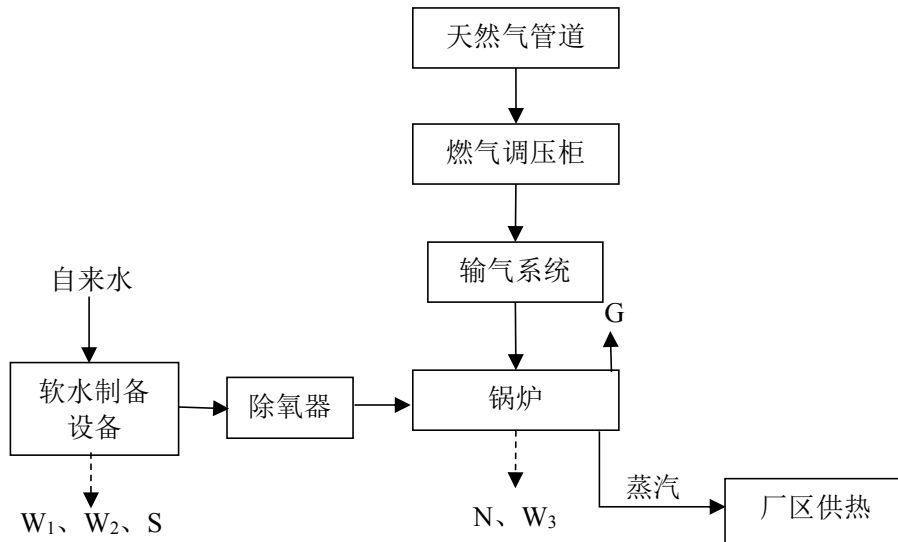 天然气管道
燃气调压柜
输气系统
自来水
G
软水制备
设备
除氧器
锅炉
蒸汽
厂区供热
W₁、W₂、S
N、W₃